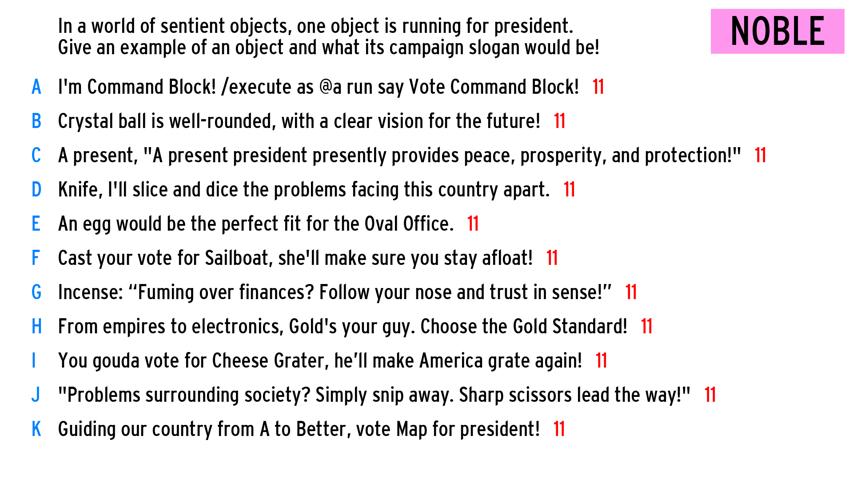 In a world of sentient objects, one object is running for president.
Give an example of an object and what its campaign slogan would be!
NOBLE
A I'm Command Block! /execute as @a run say Vote Command Block! 11
B Crystal ball is well-rounded, with a clear vision for the future! 11
C A present, "A present president presently provides peace, prosperity, and protection!" 11
D Knife, I'll slice and dice the problems facing this country apart. 11
E An egg would be the perfect fit for the Oval Office. 11
F Cast your vote for Sailboat, she'll make sure you stay afloat! 11
G Incense: “Fuming over finances? Follow your nose and trust in sense!” 11
H From empires to electronics, Gold's your guy. Choose the Gold Standard! 11
I You gouda vote for Cheese Grater, he’ll make America grate again! 11
J "Problems surrounding society? Simply snip away. Sharp scissors lead the way!" 11
K Guiding our country from A to Better, vote Map for president! 11